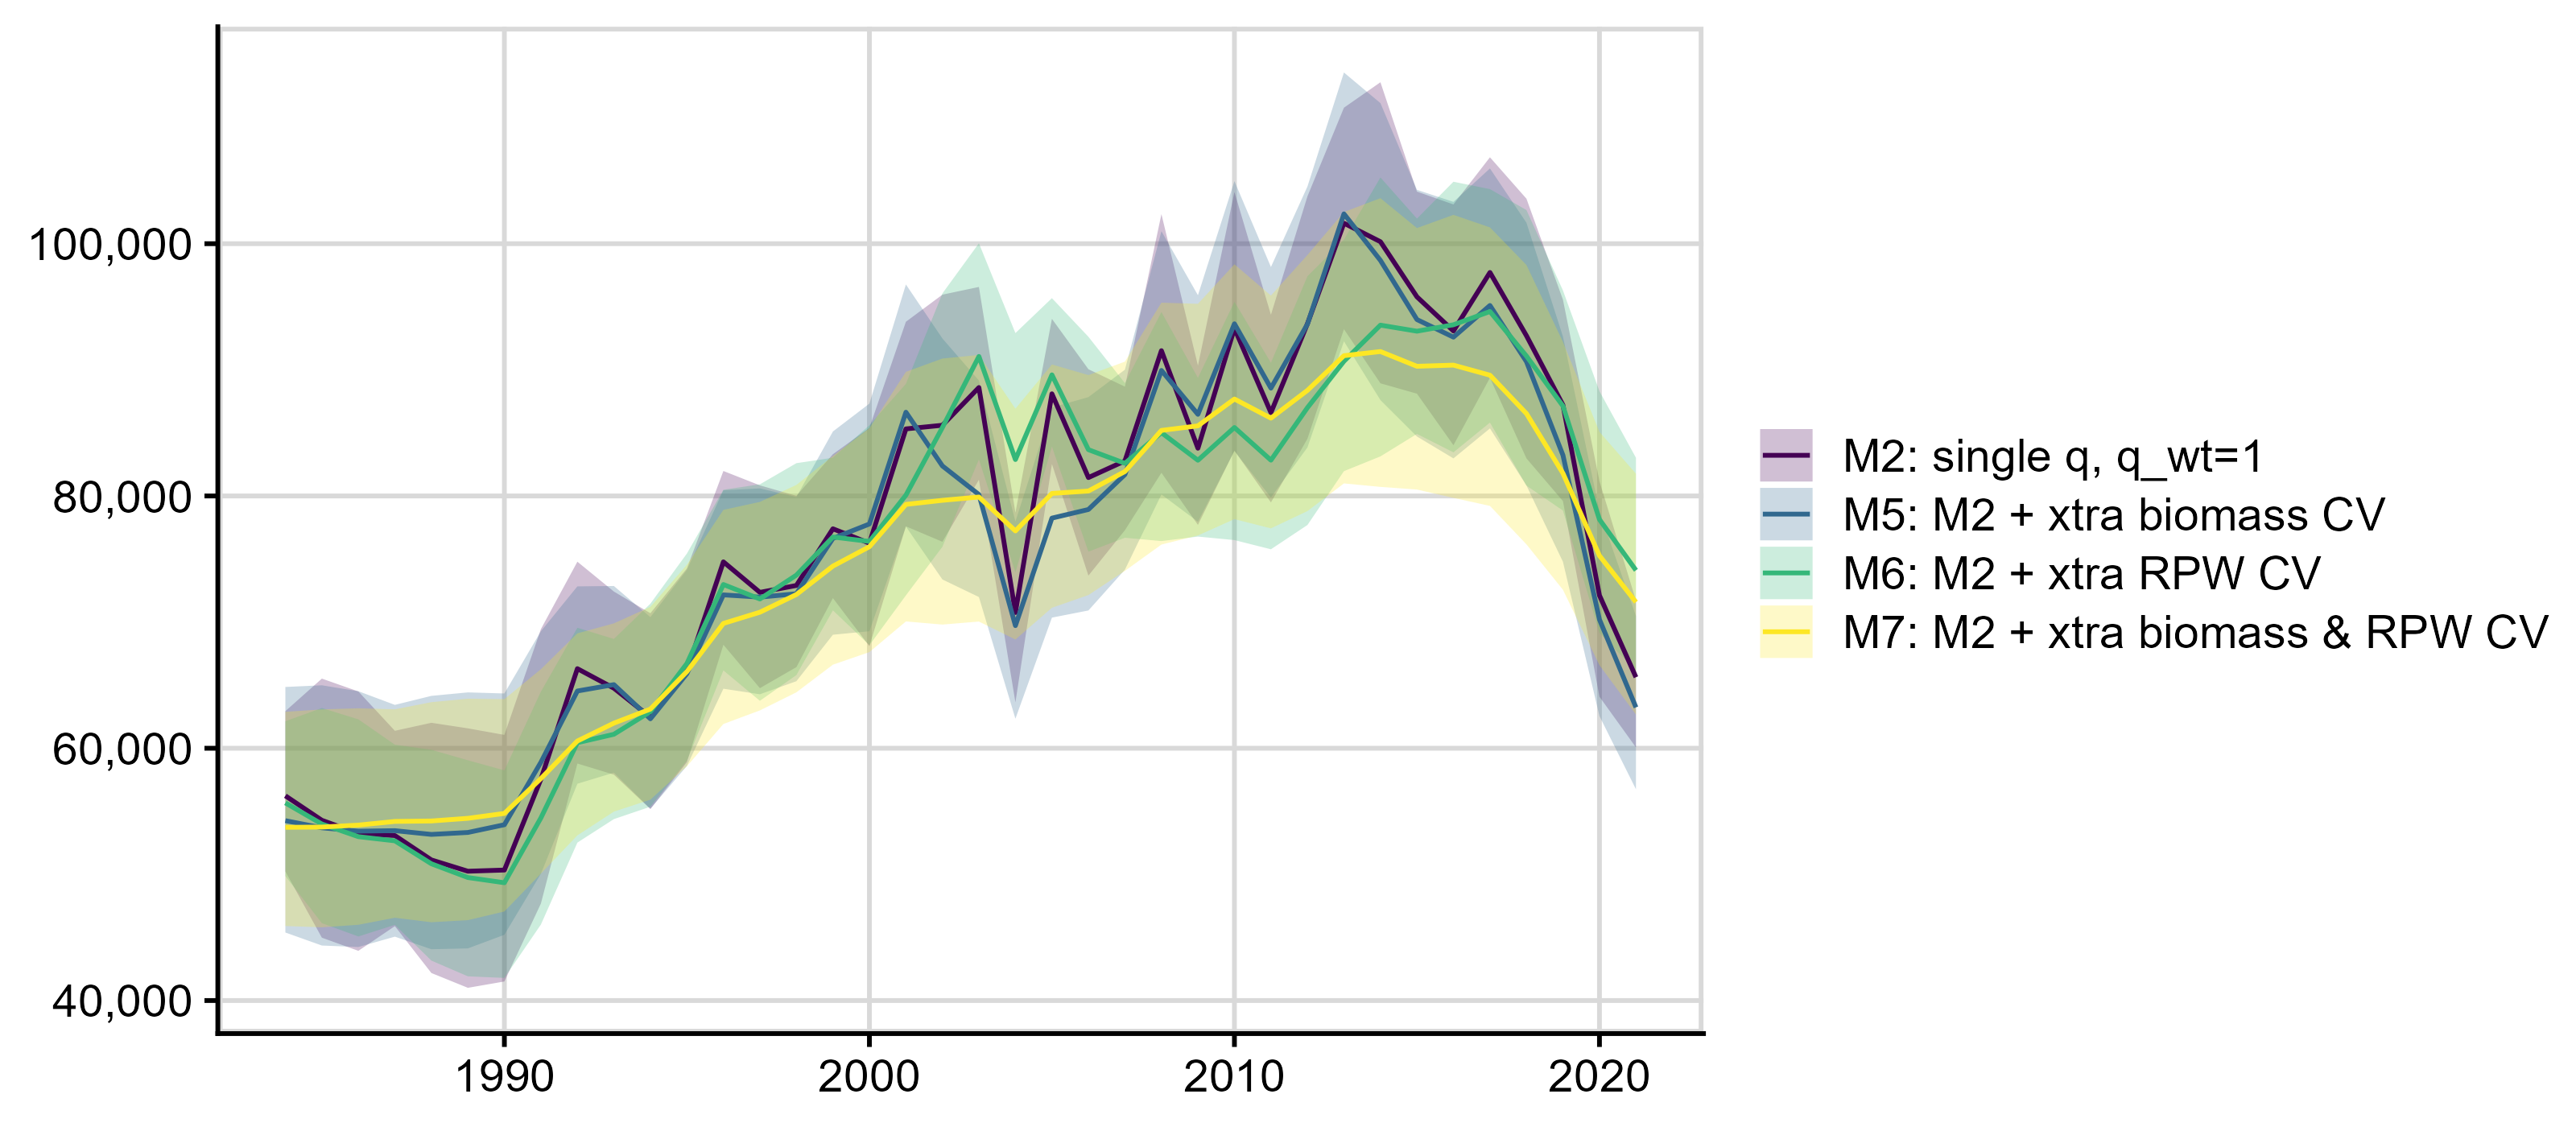 100,000
80,000
60,000
40,000
1990
2000
2010
2020
M2: single q, q_wt=1
M5: M2 + xtra biomass CV
M6: M2 + xtra RPW CV
M7: M2 + xtra biomass & RPW CV